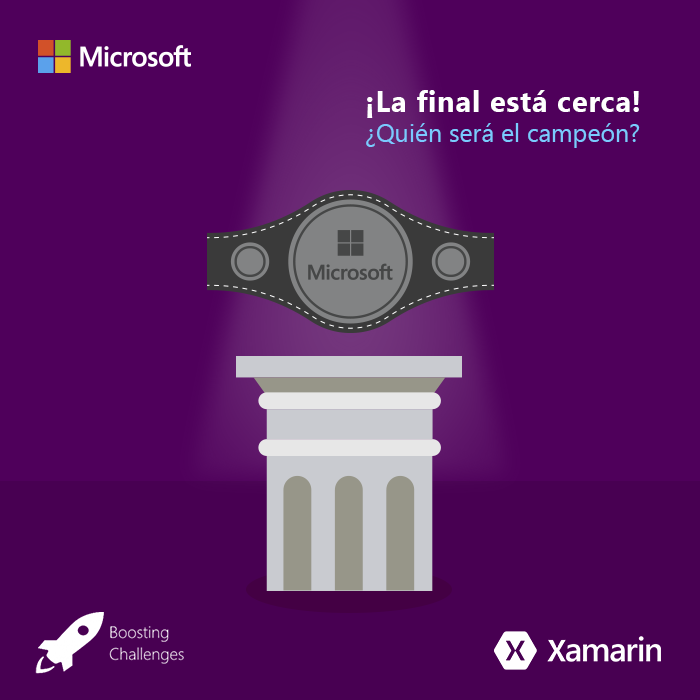 Microsoft
¡La final está cerca!
¿Quién será el campeón?
Microsoft
Boosting
Challenges
Xamarin